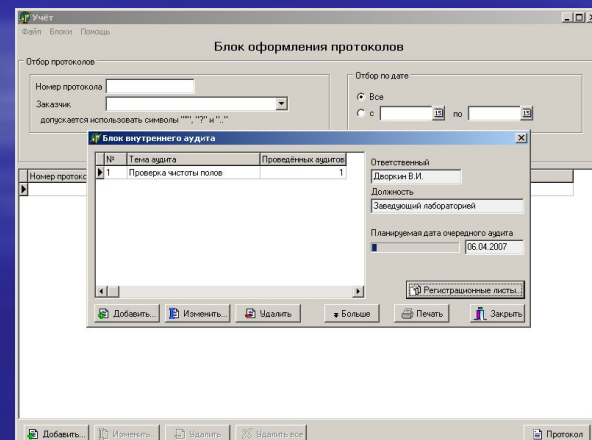 Учёт
Файл Блоки Помощь
Блок оформления протоколов
Отбор протоколов
Номер протокола
Заказчик
допускается использовать символы "*", "?" и ".."
Отбор по дате
Все
с 15 по 15
Номер протоко
Блок внутреннего аудита
№ Тема аудита Проведённых аудитов
1 Проверка чистоты полов 1
Ответственный
Дворкин В.И.
Должность
Заведующий лабораторией
Планируемая дата очередного аудита
06.04.2007
Регистрационные листы...
Добавить... Изменить... Удалить Больше Печать Закрыть
Добавить... Изменить... Удалить Удалить все Протокол